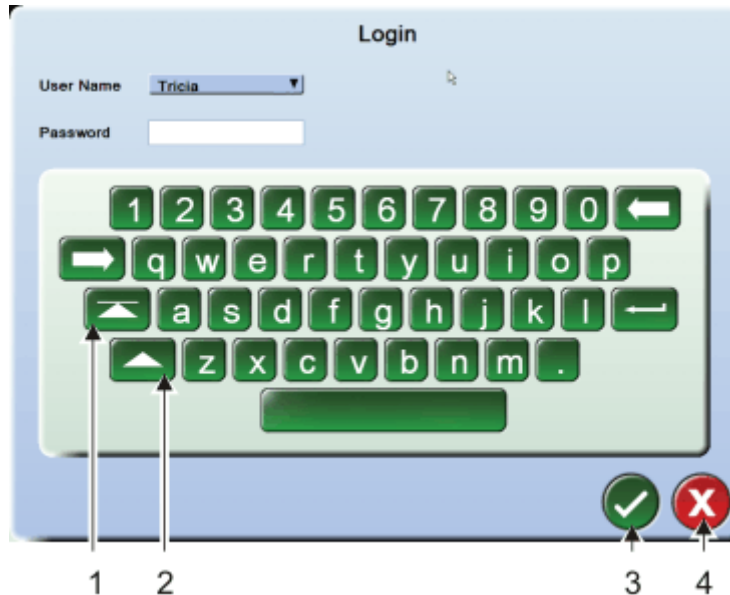 Login
User Name Tricia
Password
1 2 3 4 5 6 7 8 9 0
q w e r t y u i o p
a s d f g h j k l
z x c v b n m .
1 2 3 4